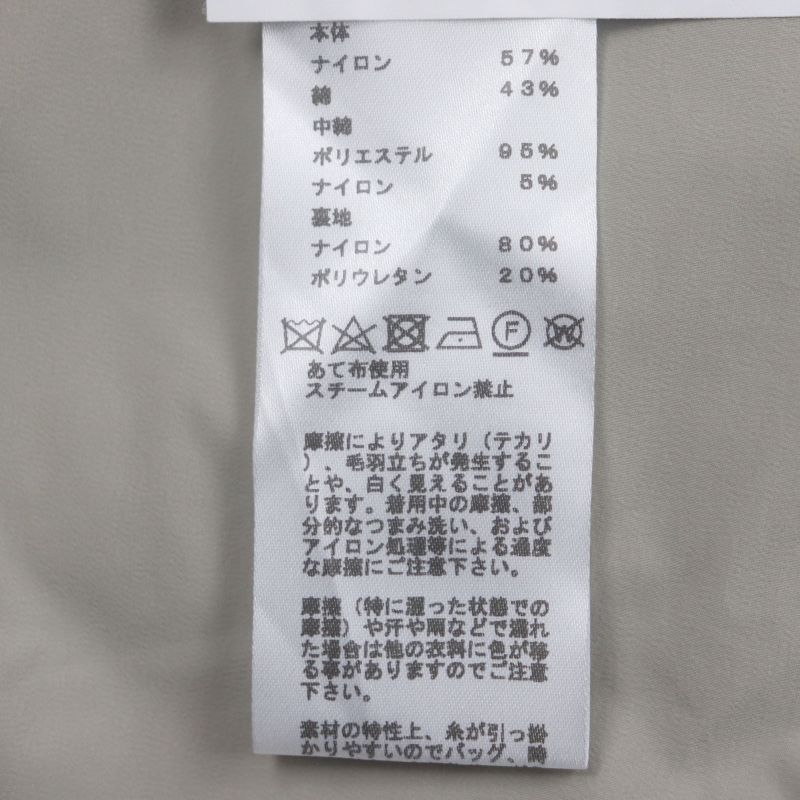 本体
ナイロン 57%
綿 43%
中綿
ポリエステル 95%
ナイロン 5%
裏地
ナイロン 80%
ポリウレタン 20%
F W
あて布使用
スチームアイロン禁止
摩擦によりアタリ（テカリ
）、毛羽立ちが発生するこ
とや、白く見えることがあ
ります。着用中の摩擦、部
分的なつまみ洗い、および
アイロン処理等による過度
な摩擦にご注意下さい。
摩擦（特に湿った状態での
摩擦）や汗や雨などで濡れ
た場合は他の衣料に色が移
る事がありますのでご注意
下さい。
素材の特性上、糸が引っ掛
かりやすいのでバッグ、時